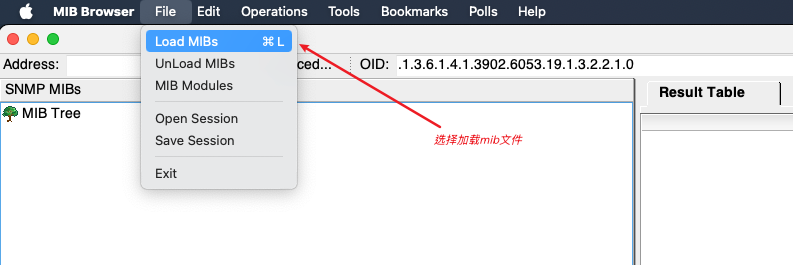 MIB Browser File Edit Operations Tools Bookmarks Polls Help
Load MIBs ⌘ L
UnLoad MIBs
MIB Modules
Open Session
Save Session
Exit
Address: ced... OID: .1.3.6.1.4.1.3902.6053.19.1.3.2.2.1.0
SNMP MIBs
MIB Tree
Result Table
选择加载mib文件